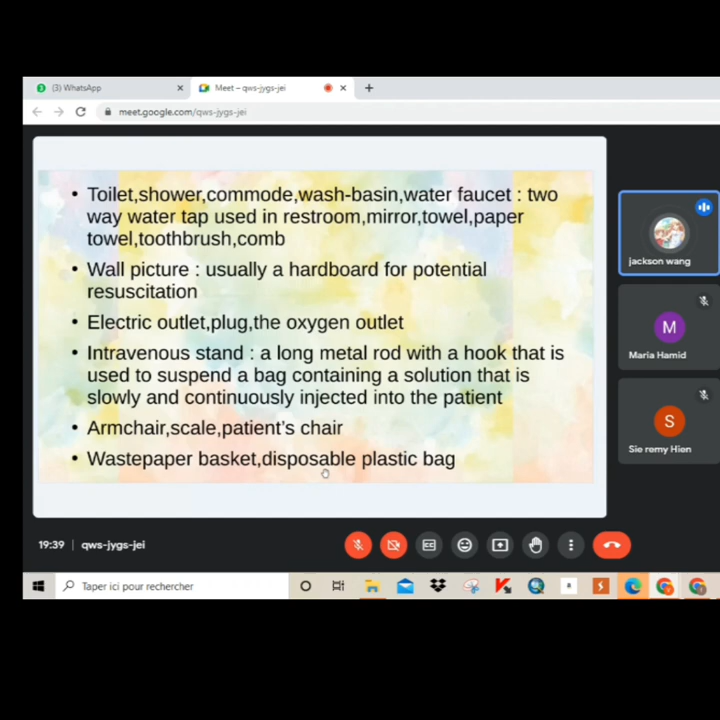 (3) WhatsApp
Meet – qws-jygs-jei
meet.google.com/qws-jygs-jei
• Toilet,shower,commode,wash-basin,water faucet : two
way water tap used in restroom,mirror,towel,paper
towel,toothbrush,comb
• Wall picture : usually a hardboard for potential
resuscitation
• Electric outlet,plug,the oxygen outlet
• Intravenous stand : a long metal rod with a hook that is
used to suspend a bag containing a solution that is
slowly and continuously injected into the patient
• Armchair,scale,patient's chair
• Wastepaper basket,disposable plastic bag
jackson wang
M
Maria Hamid
S
Sie remy Hien
19:39 | qws-jygs-jei
Taper ici pour rechercher